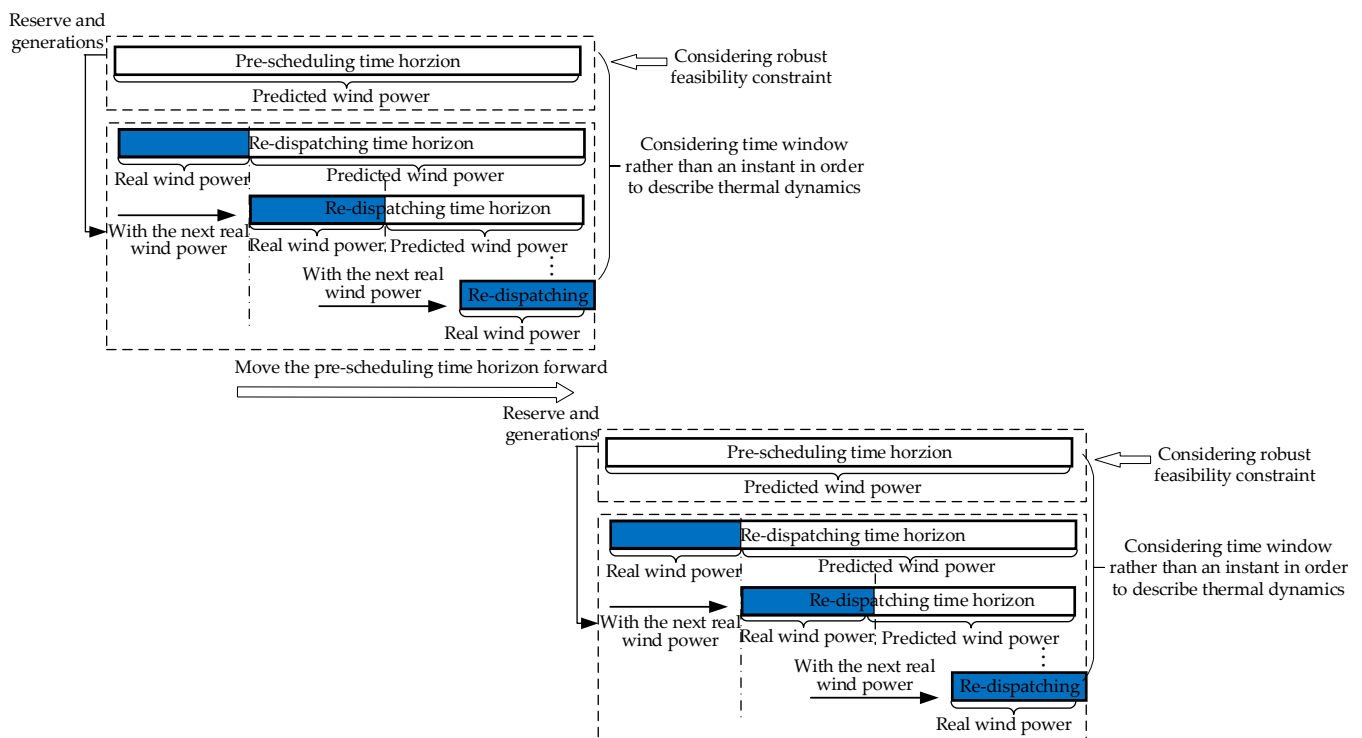 Reserve and
generations
Pre-scheduling time horzion
Predicted wind power
Considering robust
feasibility constraint
Re-dispatching time horizon
Real wind power
Predicted wind power
Considering time window
rather than an instant in order
to describe thermal dynamics
Re-dispatching time horizon
With the next real
wind power
Real wind power
Predicted wind power
With the next real
wind power
Re-dispatching
Real wind power
Move the pre-scheduling time horizon forward
Reserve and
generations
Pre-scheduling time horzion
Predicted wind power
Considering robust
feasibility constraint
Re-dispatching time horizon
Real wind power
Predicted wind power
Considering time window
rather than an instant in order
to describe thermal dynamics
Re-dispatching time horizon
With the next real
wind power
Real wind power
Predicted wind power
With the next real
wind power
Re-dispatching
Real wind power